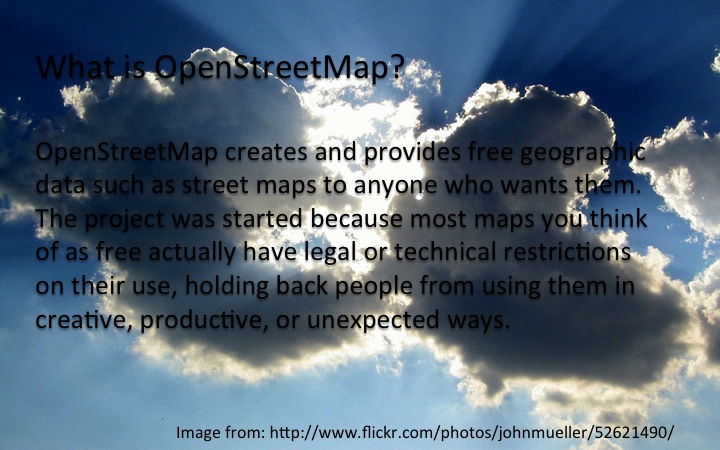 What is OpenStreetMap?
OpenStreetMap creates and provides free geographic
data such as street maps to anyone who wants them.
The project was started because most maps you think
of as free actually have legal or technical restrictions
on their use, holding back people from using them in
creative, productive, or unexpected ways.
Image from: http://www.flickr.com/photos/johnmueller/52621490/